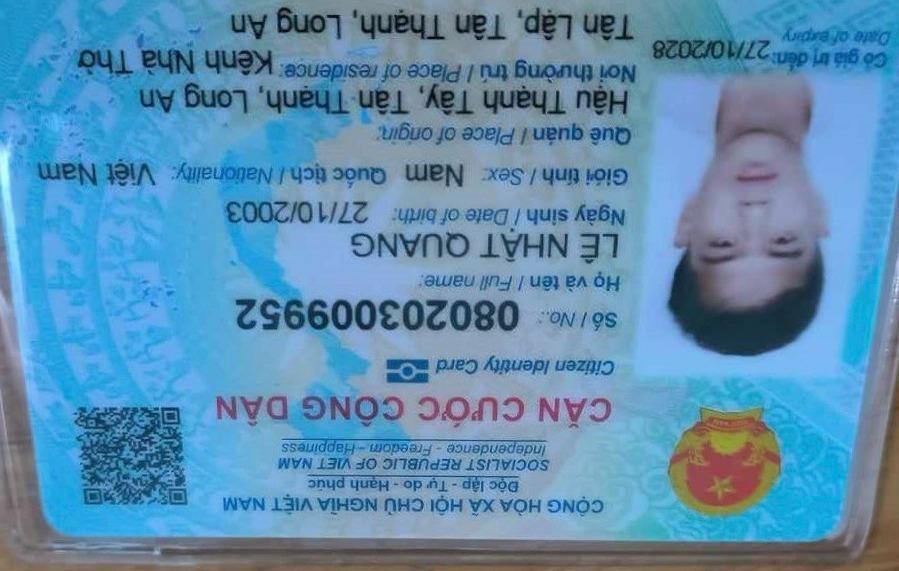 CỘNG HÒA XÃ HỘI CHỦ NGHĨA VIỆT NAM
Độc lập - Tự do - Hạnh phúc
SOCIALIST REPUBLIC OF VIET NAM
Independence - Freedom - Happiness
CĂN CƯỚC CÔNG DÂN
Citizen Identity Card
Số / No.: 080203009952
Họ và tên / Full name:
LÊ NHẬT QUANG
Ngày sinh / Date of birth: 27/10/2003
Giới tính / Sex: Nam Quốc tịch / Nationality: Việt Nam
Quê quán / Place of origin:
Hậu Thạnh Tây, Tân Thạnh, Long An
Nơi thường trú / Place of residence: Kênh Nhà Thờ
Tân Lập, Tân Thạnh, Long An
Có giá trị đến: 27/10/2028
Date of expiry